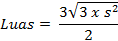 Luas = 3√(3 x s²) / 2